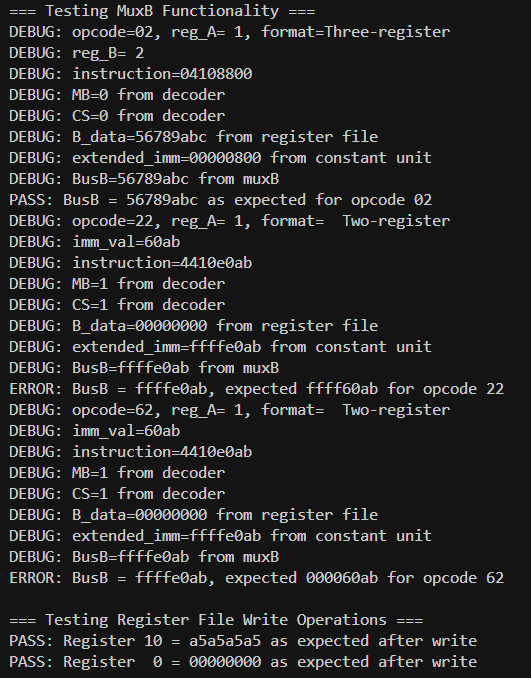 === Testing MuxB Functionality ===
DEBUG: opcode=02, reg_A= 1, format=Three-register
DEBUG: reg_B= 2
DEBUG: instruction=04108800
DEBUG: MB=0 from decoder
DEBUG: CS=0 from decoder
DEBUG: B_data=56789abc from register file
DEBUG: extended_imm=00000800 from constant unit
DEBUG: BusB=56789abc from muxB
PASS: BusB = 56789abc as expected for opcode 02
DEBUG: opcode=22, reg_A= 1, format=  Two-register
DEBUG: imm_val=60ab
DEBUG: instruction=4410e0ab
DEBUG: MB=1 from decoder
DEBUG: CS=1 from decoder
DEBUG: B_data=00000000 from register file
DEBUG: extended_imm=ffffe0ab from constant unit
DEBUG: BusB=ffffe0ab from muxB
ERROR: BusB = ffffe0ab, expected ffff60ab for opcode 22
DEBUG: opcode=62, reg_A= 1, format=  Two-register
DEBUG: imm_val=60ab
DEBUG: instruction=4410e0ab
DEBUG: MB=1 from decoder
DEBUG: CS=1 from decoder
DEBUG: B_data=00000000 from register file
DEBUG: extended_imm=ffffe0ab from constant unit
DEBUG: BusB=ffffe0ab from muxB
ERROR: BusB = ffffe0ab, expected 000060ab for opcode 62

=== Testing Register File Write Operations ===
PASS: Register 10 = a5a5a5a5 as expected after write
PASS: Register  0 = 00000000 as expected after write